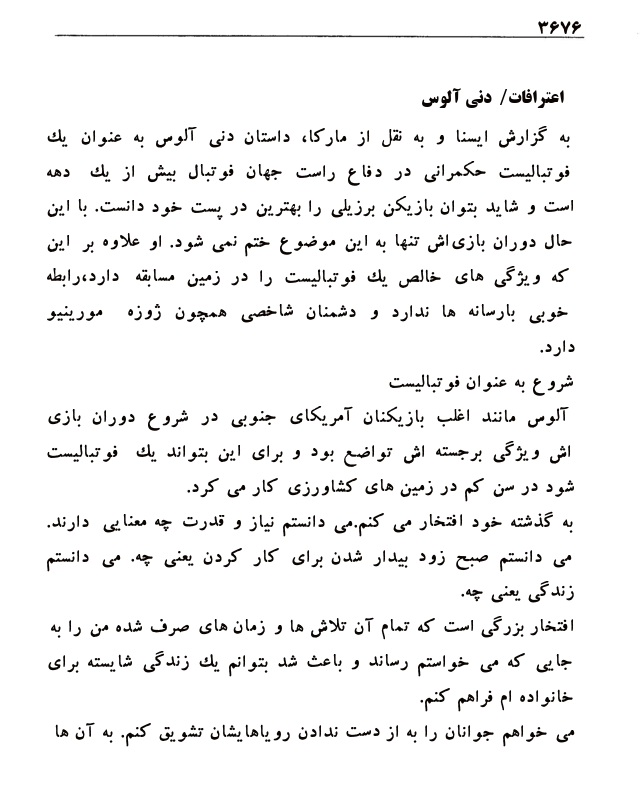 ۳۶۷۶
اعترافات/ دنی آلوس
به گزارش ایسنا و به نقل از مارکا، داستان دنی آلوس به عنوان یك
فوتبالیست حکمرانی در دفاع راست جهان فوتبال بیش از یك دهه
است و شاید بتوان بازیکن برزیلی را بهترین در پست خود دانست. با این
حال دوران بازی‌اش تنها به این موضوع ختم نمی شود. او علاوه بر این
که ویژگی های خالص یك فوتبالیست را در زمین مسابقه دارد،رابطه
خوبی بارسانه ها ندارد و دشمنان شاخصی همچون ژوزه مورینیو
دارد.
شروع به عنوان فوتبالیست
آلوس مانند اغلب بازیکنان آمریکای جنوبی در شروع دوران بازی
اش ویژگی برجسته اش تواضع بود و برای این بتواند یك فوتبالیست
شود در سن کم در زمین های کشاورزی کار می کرد.
به گذشته خود افتخار می کنم.می دانستم نیاز و قدرت چه معنایی دارند.
می دانستم صبح زود بیدار شدن برای کار کردن یعنی چه. می دانستم
زندگی یعنی چه.
افتخار بزرگی است که تمام آن تلاش ها و زمان های صرف شده من را به
جایی که می خواستم رساند و باعث شد بتوانم یك زندگی شایسته برای
خانواده ام فراهم کنم.
می خواهم جوانان را به از دست ندادن رویاهایشان تشویق کنم. به آن ها